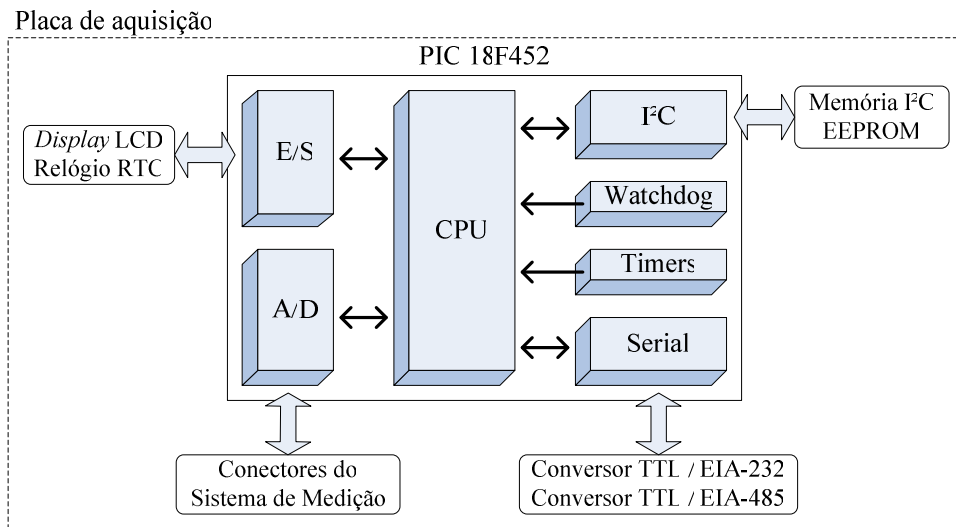 Placa de aquisição
PIC 18F452
Display LCD
Relógio RTC
E/S
A/D
CPU
I²C
Watchdog
Timers
Serial
Memória I²C
EEPROM
Conectores do
Sistema de Medição
Conversor TTL / EIA-232
Conversor TTL / EIA-485